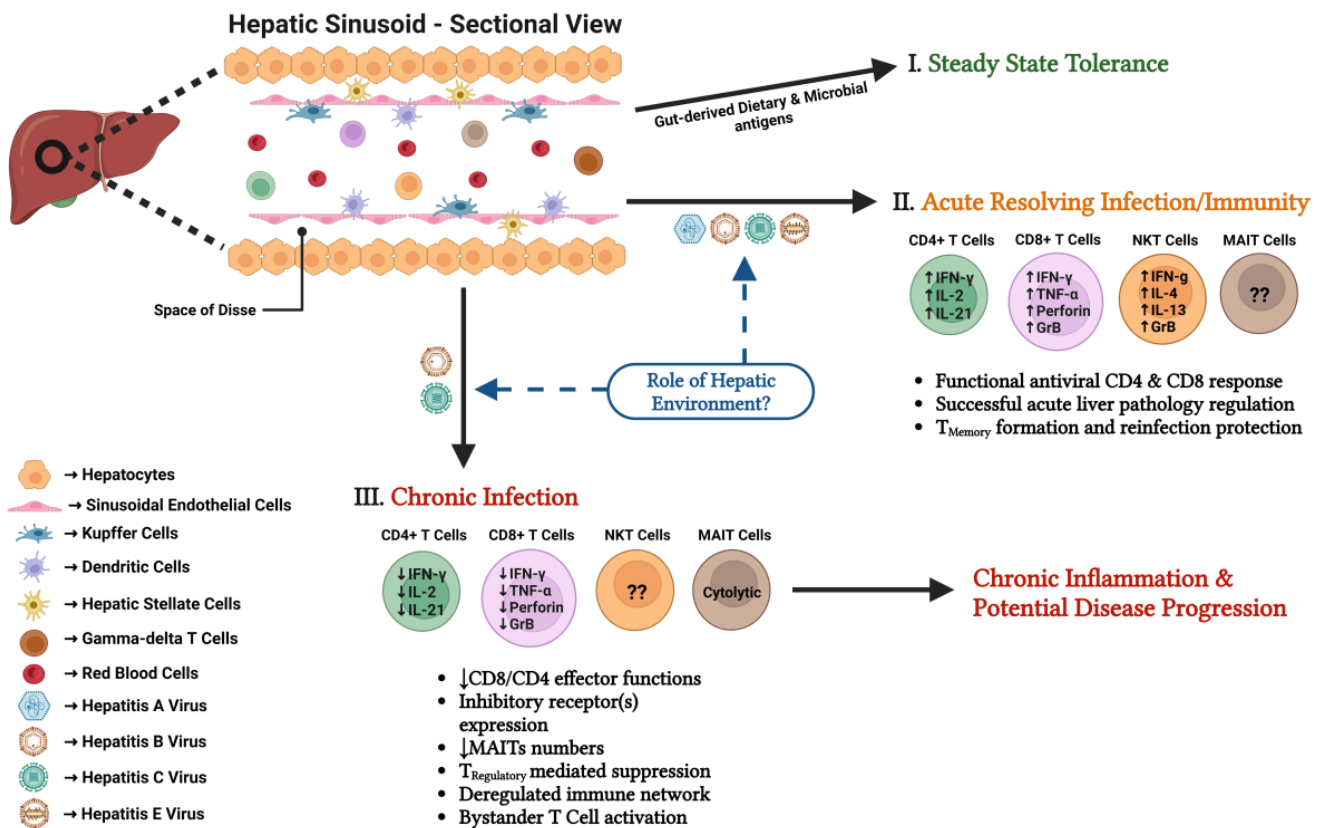 Hepatic Sinusoid - Sectional View
I. Steady State Tolerance
Gut-derived Dietary & Microbial
antigens
II. Acute Resolving Infection/Immunity
CD4+ T Cells
CD8+ T Cells
NKT Cells
MAIT Cells
↑IFN-γ
↑IL-2
↑IL-21
↑IFN-γ
↑TNF-α
↑Perforin
↑GrB
↑IFN-g
↑IL-4
↑IL-13
↑GrB
??
• Functional antiviral CD4 & CD8 response
• Successful acute liver pathology regulation
• TMemory formation and reinfection protection
Space of Disse
Role of Hepatic
Environment?
III. Chronic Infection
CD4+ T Cells
CD8+ T Cells
NKT Cells
MAIT Cells
↓IFN-γ
↓IL-2
↓IL-21
↓IFN-γ
↓TNF-α
↓Perforin
↓GrB
??
Cytolytic
Chronic Inflammation &
Potential Disease Progression
• ↓CD8/CD4 effector functions
• Inhibitory receptor(s)
expression
• ↓MAITs numbers
• TRegulatory mediated suppression
• Deregulated immune network
• Bystander T Cell activation
→ Hepatocytes
→ Sinusoidal Endothelial Cells
→ Kupffer Cells
→ Dendritic Cells
→ Hepatic Stellate Cells
→ Gamma-delta T Cells
→ Red Blood Cells
→ Hepatitis A Virus
→ Hepatitis B Virus
→ Hepatitis C Virus
→ Hepatitis E Virus